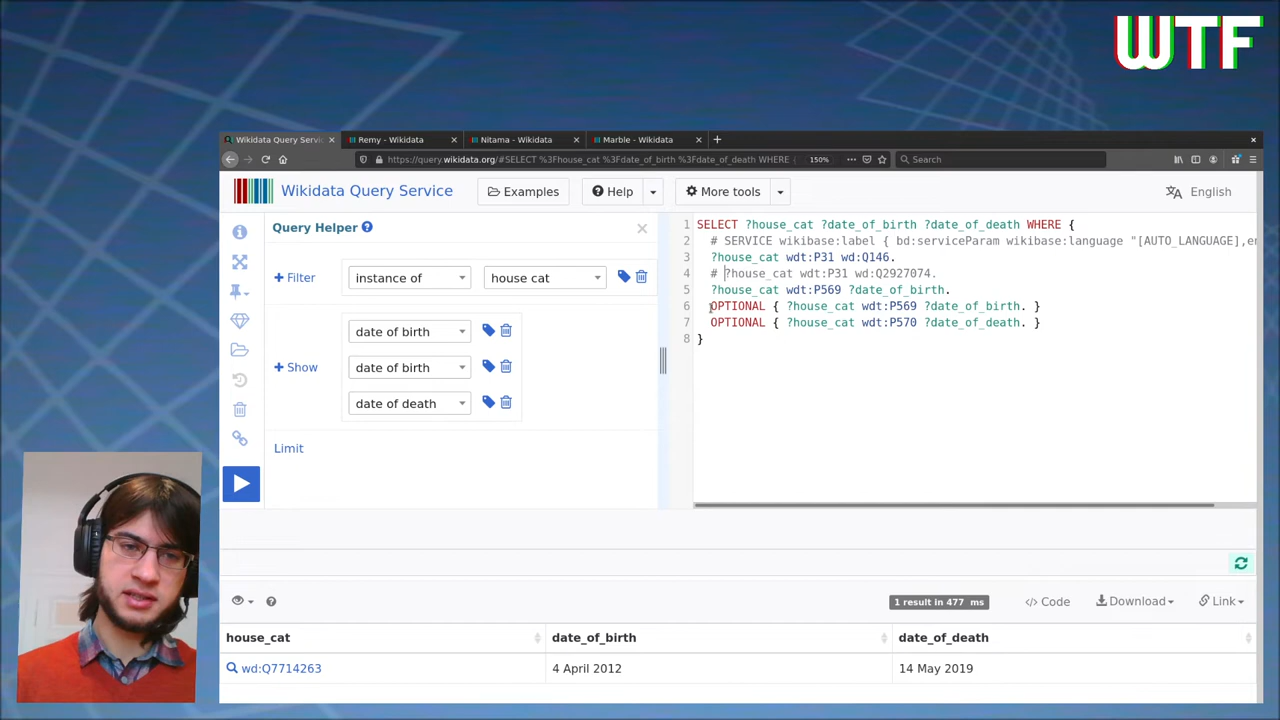 WTF
Wikidata Query Servic
Remy - Wikidata
Nitama - Wikidata
Marble - Wikidata
https://query.wikidata.org/#SELECT %3Fhouse_cat %3Fdate_of_birth %3Fdate_of_death WHERE {
150%
Search
Wikidata Query Service
Examples
Help
More tools
English
Query Helper
Filter
instance of
house cat
date of birth
Show
date of birth
date of death
Limit
1 SELECT ?house_cat ?date_of_birth ?date_of_death WHERE {
2 # SERVICE wikibase:label { bd:serviceParam wikibase:language "[AUTO_LANGUAGE],en
3 ?house_cat wdt:P31 wd:Q146.
4 # ?house_cat wdt:P31 wd:Q2927074.
5 ?house_cat wdt:P569 ?date_of_birth.
6 OPTIONAL { ?house_cat wdt:P569 ?date_of_birth. }
7 OPTIONAL { ?house_cat wdt:P570 ?date_of_death. }
8 }
1 result in 477 ms
</> Code
Download
Link
house_cat date_of_birth date_of_death
wd:Q7714263 4 April 2012 14 May 2019